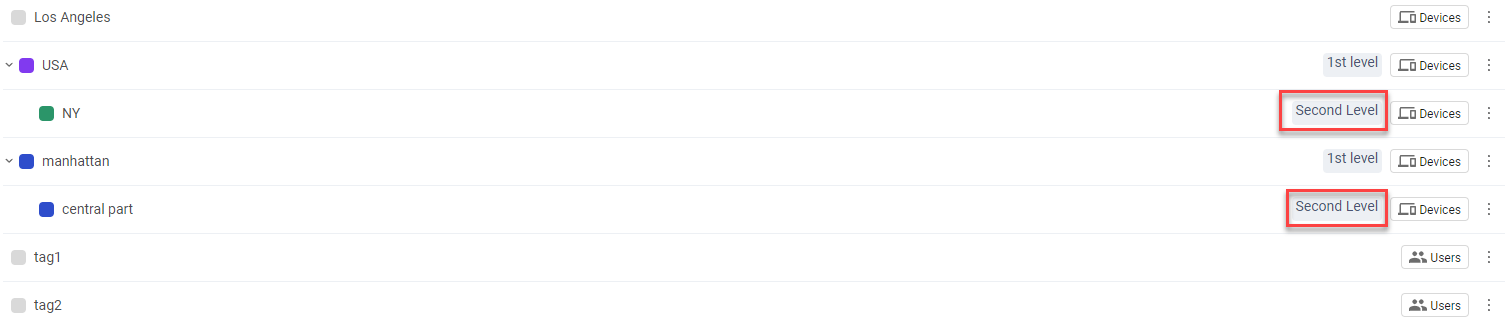 Los Angeles Devices
USA 1st level Devices
NY Second Level Devices
manhattan 1st level Devices
central part Second Level Devices
tag1 Users
tag2 Users